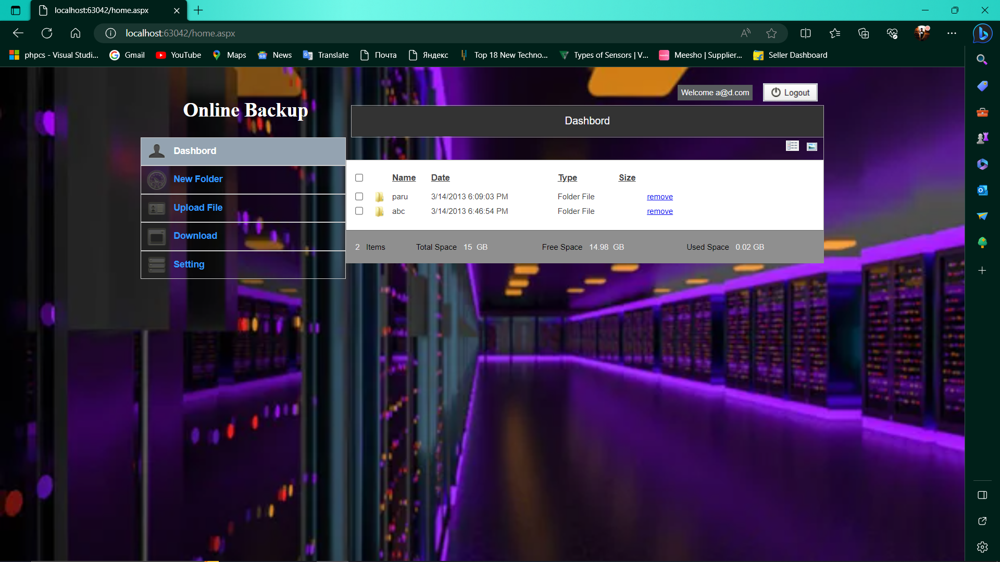 localhost:63042/home.aspx
localhost:63042/home.aspx
phpcs - Visual Studi... Gmail YouTube Maps News Translate Почта Яндекс Top 18 New Techno... Types of Sensors | V... Meesho | Supplier... Seller Dashboard
Welcome a@d.com Logout
Online Backup
Dashbord
Dashbord
New Folder
Upload File
Download
Setting
Name Date Type Size
paru 3/14/2013 6:09:03 PM Folder File remove
abc 3/14/2013 6:46:54 PM Folder File remove
2 Items Total Space 15 GB Free Space 14.98 GB Used Space 0.02 GB